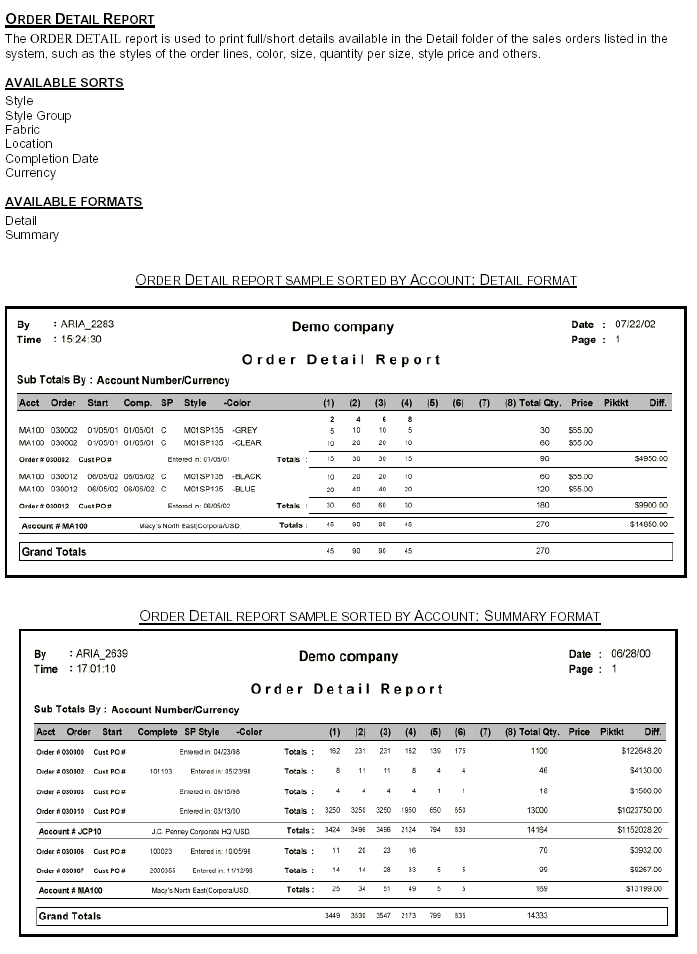 ORDER DETAIL REPORT
The ORDER DETAIL report is used to print full/short details available in the Detail folder of the sales orders listed in the
system, such as the styles of the order lines, color, size, quantity per size, style price and others.
AVAILABLE SORTS
Style
Style Group
Fabric
Location
Completion Date
Currency
AVAILABLE FORMATS
Detail
Summary
ORDER DETAIL REPORT SAMPLE SORTED BY ACCOUNT: DETAIL FORMAT
By : ARIA_2283 Demo company Date : 07/22/02
Time : 15:24:30 Page : 1
Order Detail Report
Sub Totals By : Account Number/Currency
Acct Order Start Comp. SP Style -Color (1) (2) (3) (4) (5) (6) (7) (8) Total Qty. Price Piktkt Diff.
2 4 6 8
MA100 030002 01/05/01 01/05/01 C M01SP135 -GREY 5 10 10 5 30 $55.00
MA100 030002 01/05/01 01/05/01 C M01SP135 -CLEAR 10 20 20 10 60 $55.00
Order # 030002 Cust PO # Entered in: 01/05/01 Totals : 15 30 30 15 90 $4950.00
MA100 030012 06/05/02 06/05/02 C M01SP135 -BLACK 10 20 20 10 60 $55.00
MA100 030012 06/05/02 06/05/02 C M01SP135 -BLUE 20 40 40 20 120 $55.00
Order # 030012 Cust PO # Entered in: 06/05/02 Totals : 30 60 60 30 180 $9900.00
Account # MA100 Macy's North East(Corpora/USD, Totals : 45 90 90 45 270 $14850.00
Grand Totals 45 90 90 45 270
ORDER DETAIL REPORT SAMPLE SORTED BY ACCOUNT: SUMMARY FORMAT
By : ARIA_2639 Demo company Date : 06/28/00
Time : 17:01:10 Page : 1
Order Detail Report
Sub Totals By : Account Number/Currency
Acct Order Start Complete SP Style -Color (1) (2) (3) (4) (5) (6) (7) (8) Total Qty. Price Piktkt Diff.
Order # 030000 Cust PO # Entered in: 04/23/98 Totals : 162 231 231 162 139 175 1100 $122648.20
Order # 030002 Cust PO # 101103 Entered in: 05/23/98 Totals : 8 11 11 8 4 4 46 $4130.00
Order # 030003 Cust PO # Entered in: 06/15/98 Totals : 4 4 4 4 1 1 18 $1500.00
Order # 030010 Cust PO # Entered in: 03/13/00 Totals : 3250 3250 3250 1950 650 650 13000 $1023750.00
Account # JCP10 J.C. Penney Corporate HQ /USD, Totals : 3424 3496 3496 2124 794 830 14164 $1152028.20
Order # 030006 Cust PO # 100023 Entered in: 10/05/98 Totals : 11 20 23 16 70 $3932.00
Order # 030007 Cust PO # 2000355 Entered in: 11/12/98 Totals : 14 14 28 33 5 5 99 $9267.00
Account # MA100 Macy's North East(Corpora/USD, Totals : 25 34 51 49 5 5 169 $13199.00
Grand Totals 3449 3530 3547 2173 799 835 14333